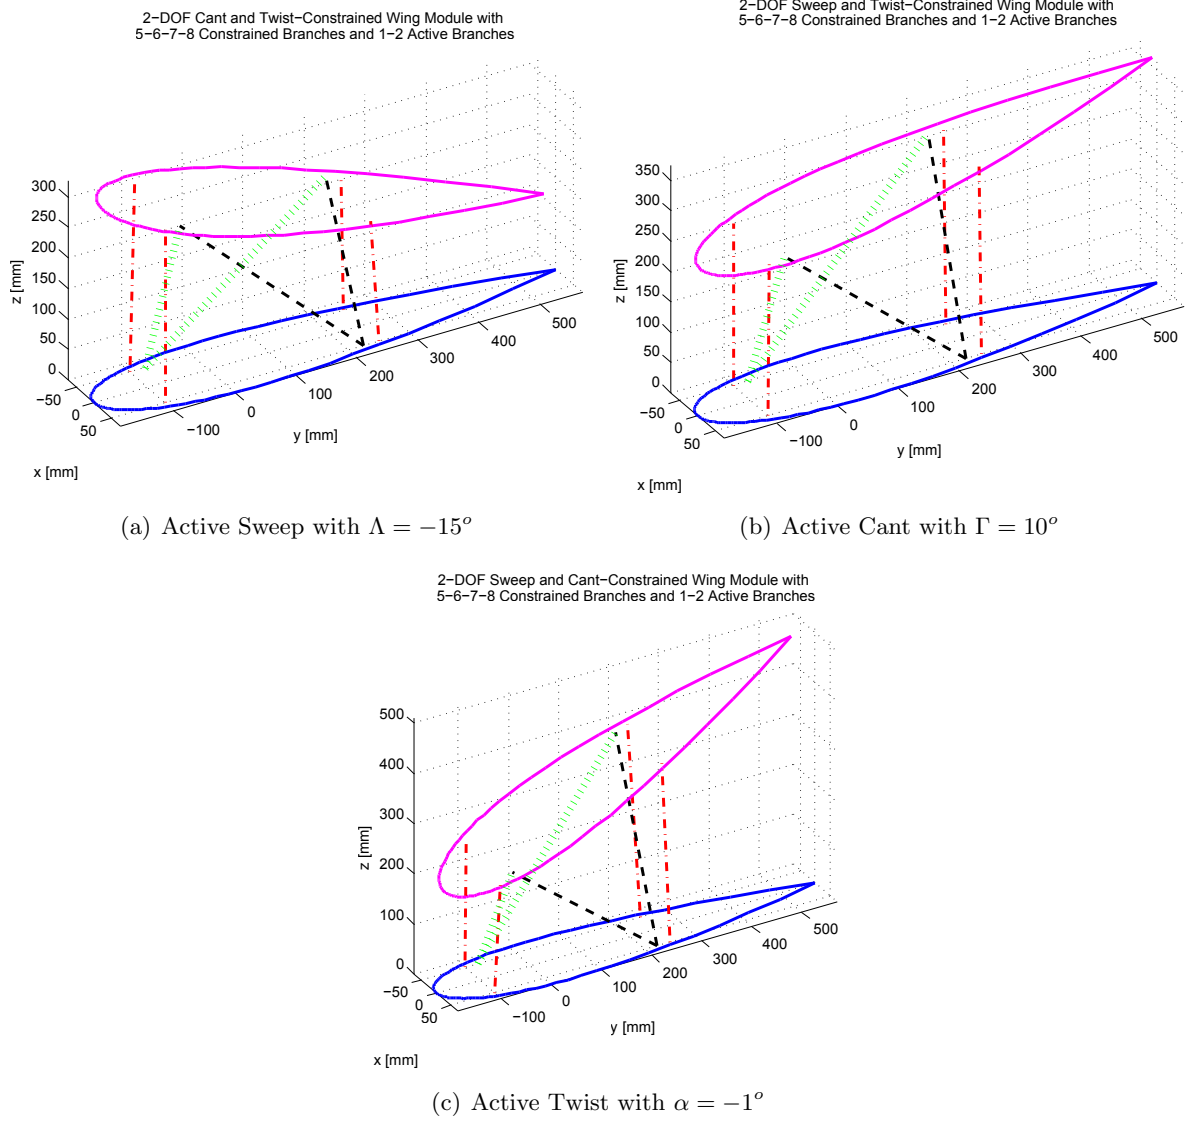 2−DOF Cant and Twist−Constrained Wing Module with
5−6−7−8 Constrained Branches and 1−2 Active Branches
300
250
200
150
100
50
0
z [mm]
−50
0
50
x [mm]
−100
0
100
200
300
400
500
y [mm]
(a) Active Sweep with Λ = −15°
2−DOF Sweep and Twist−Constrained Wing Module with
5−6−7−8 Constrained Branches and 1−2 Active Branches
350
300
250
200
150
100
50
0
z [mm]
−50
0
50
x [mm]
−100
0
100
200
300
400
500
y [mm]
(b) Active Cant with Γ = 10°
2−DOF Sweep and Cant−Constrained Wing Module with
5−6−7−8 Constrained Branches and 1−2 Active Branches
500
400
300
200
100
0
z [mm]
−50
0
50
x [mm]
−100
0
100
200
300
400
500
y [mm]
(c) Active Twist with α = −1°